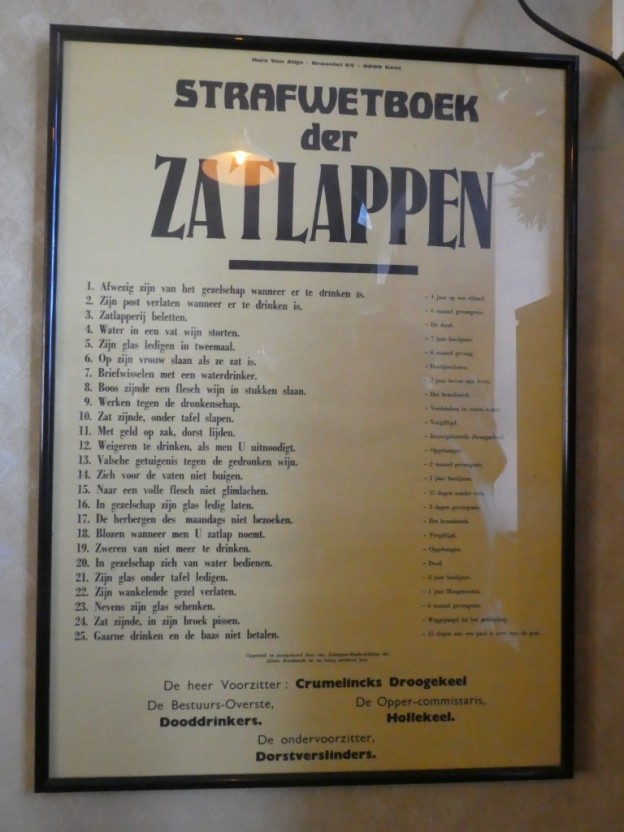 Huis Van Alijn - Kraanlei 65 - 9000 Gent
STRAFWETBOEK
der
ZATLAPPEN
1. Afwezig zijn van het gezelschap wanneer er te drinken is. - 1 jaar op een eiland.
2. Zijn post verlaten wanneer er te drinken is. - 6 maand gevangenis.
3. Zatlapperij beletten. - De dood.
4. Water in een vat wijn storten. - 7 jaar boeijzer.
5. Zijn glas ledigen in tweemaal. - 6 maand gevang.
6. Op zijn vrouw slaan als ze zat is. - Doodgeschoten.
7. Briefwisselen met een waterdrinker.
8. Boos zijnde een flesch wijn in stukken slaan. - Het brandmerk.
9. Werken tegen de dronkenschap.
10. Zat zijnde, onder tafel slapen. - Vergiftigd.
11. Met geld op zak, dorst lijden.
12. Weigeren te drinken, als men U uitnoodigt. - Opgehangen.
13. Valsche getuigenis tegen de gedronken wijn. - 2 maand gevangenis.
14. Zich voor de vaten niet buigen.
15. Naar een volle flesch niet glimlachen. - 15 dagen zonder
16. In gezelschap zijn glas ledig laten. - 5 dagen gevangenis.
17. De herbergen des maandags niet bezoeken. - Het brandmerk.
18. Blozen wanneer men U zatlap noemt. - Vergiftigd.
19. Zweren van niet meer te drinken. - Opgehangen.
20. In gezelschap zich van water bedienen. - Dood.
21. Zijn glas onder tafel ledigen. - 2 jaar
22. Zijn wankelende gezel verlaten. - 1 jaar
23. Nevens zijn glas schenken. - 6 maand gevangenis.
24. Zat zijnde, in zijn broek pissen.
25. Gaarne drinken en de baas niet betalen.
De heer Voorzitter : Crumelincks Droogekeel
De Bestuurs-Overste, De Opper-commissaris,
Dooddrinkers. Hollekeel.
De ondervoorzitter,
Dorstverslinders.